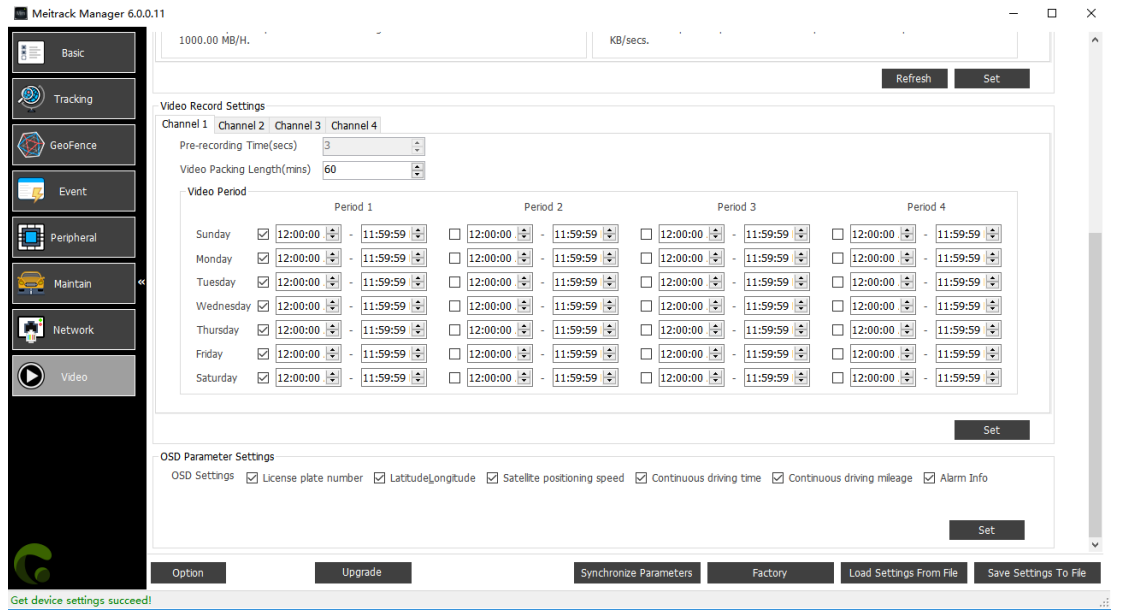 Meitrack Manager 6.0.0.11
Basic
Tracking
GeoFence
Event
Peripheral
Maintain
«
Network
Video
1000.00 MB/H.
KB/secs.
Refresh
Set
Video Record Settings
Channel 1 Channel 2 Channel 3 Channel 4
Pre-recording Time(secs) 3
Video Packing Length(mins) 60
Video Period
Period 1 Period 2 Period 3 Period 4
Sunday 12:00:00 - 11:59:59 12:00:00 - 11:59:59 12:00:00 - 11:59:59 12:00:00 - 11:59:59
Monday 12:00:00 - 11:59:59 12:00:00 - 11:59:59 12:00:00 - 11:59:59 12:00:00 - 11:59:59
Tuesday 12:00:00 - 11:59:59 12:00:00 - 11:59:59 12:00:00 - 11:59:59 12:00:00 - 11:59:59
Wednesday 12:00:00 - 11:59:59 12:00:00 - 11:59:59 12:00:00 - 11:59:59 12:00:00 - 11:59:59
Thursday 12:00:00 - 11:59:59 12:00:00 - 11:59:59 12:00:00 - 11:59:59 12:00:00 - 11:59:59
Friday 12:00:00 - 11:59:59 12:00:00 - 11:59:59 12:00:00 - 11:59:59 12:00:00 - 11:59:59
Saturday 12:00:00 - 11:59:59 12:00:00 - 11:59:59 12:00:00 - 11:59:59 12:00:00 - 11:59:59
Set
OSD Parameter Settings
OSD Settings License plate number LatitudeLongitude Satellite positioning speed Continuous driving time Continuous driving mileage Alarm Info
Set
Option Upgrade Synchronize Parameters Factory Load Settings From File Save Settings To File
Get device settings succeed!